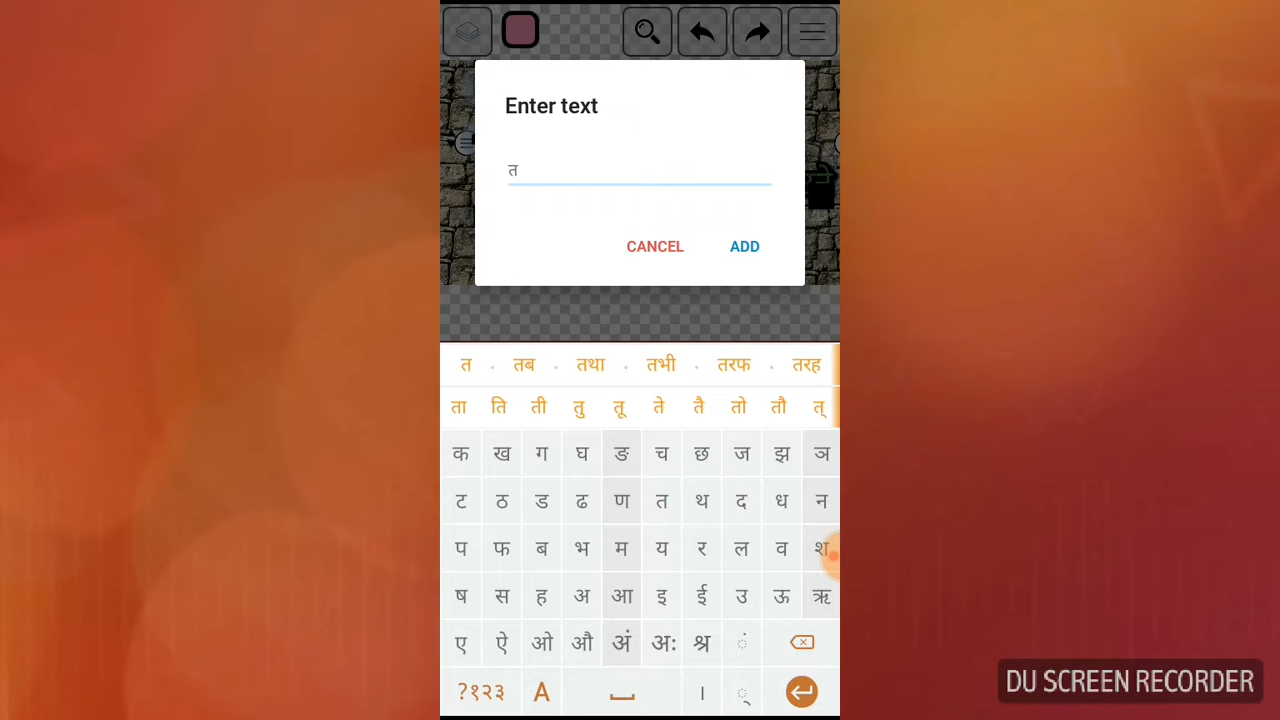 Enter text
त
CANCEL ADD
त . तब . तथा . तभी . तरफ . तरह
ता ति ती तु तू ते तै तो तौ त्
क ख ग घ ङ च छ ज झ ञ
ट ठ ड ढ ण त थ द ध न
प फ ब भ म य र ल व श
ष स ह अ आ इ ई उ ऊ ऋ
ए ऐ ओ औ अं अः श्र ं
?१२३ A । ्
DU SCREEN RECORDER